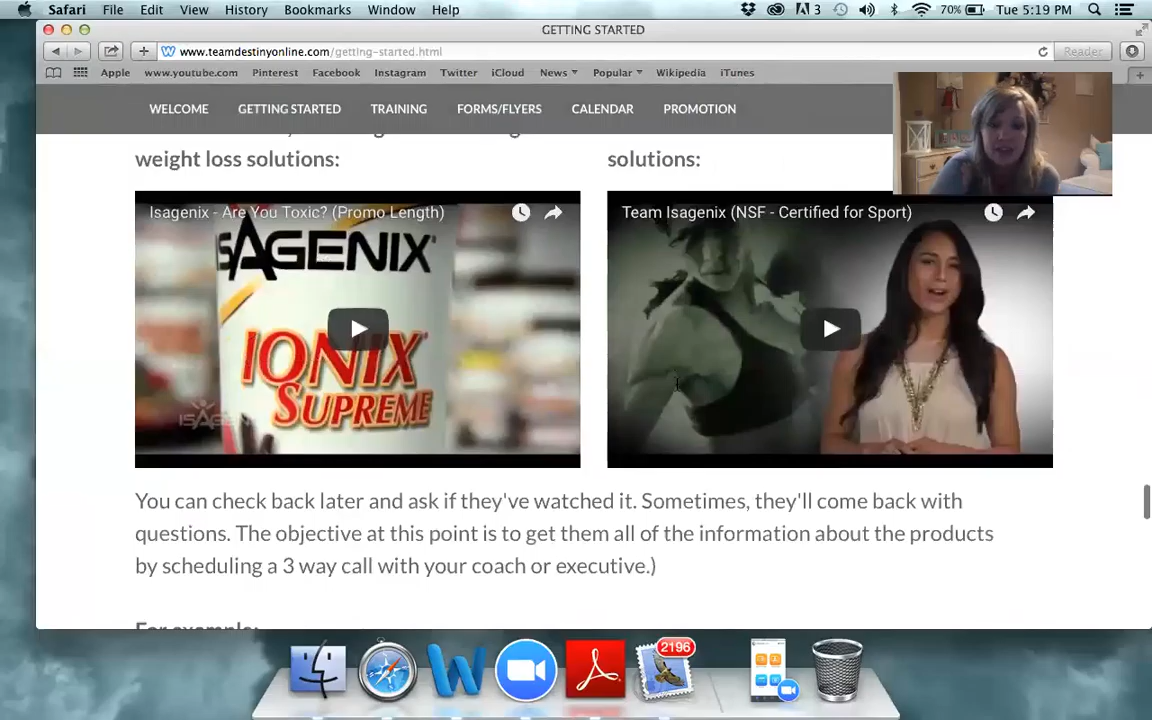 Safari File Edit View History Bookmarks Window Help 3 70% Tue 5:19 PM
GETTING STARTED
www.teamdestinyonline.com/getting-started.html Reader
Apple www.youtube.com Pinterest Facebook Instagram Twitter iCloud News Popular Wikipedia iTunes
WELCOME GETTING STARTED TRAINING FORMS/FLYERS CALENDAR PROMOTION
weight loss solutions:
solutions:
Isagenix - Are You Toxic? (Promo Length)
ISAGENIX
IONIX
SUPREME
ISAGENI
Team Isagenix (NSF - Certified for Sport)
You can check back later and ask if they've watched it. Sometimes, they'll come back with
questions. The objective at this point is to get them all of the information about the products
by scheduling a 3 way call with your coach or executive.)
For example:
2196